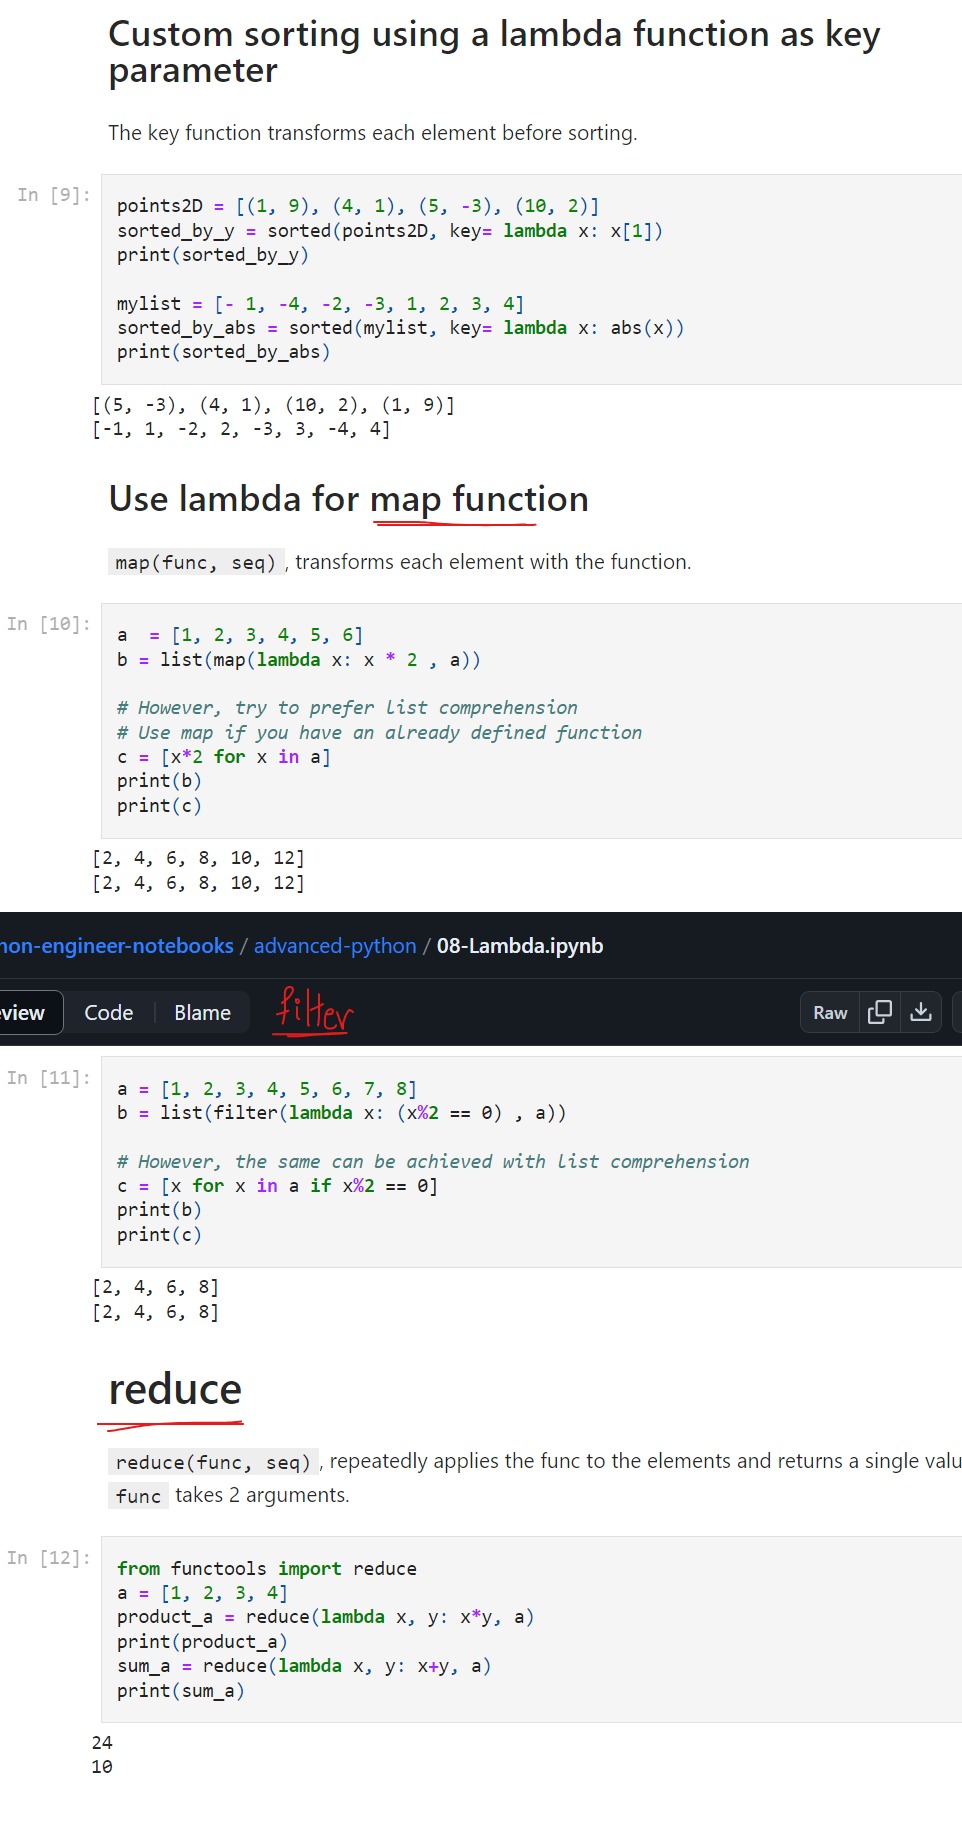 Custom sorting using a lambda function as key
parameter
The key function transforms each element before sorting.
In [9]:
points2D = [(1, 9), (4, 1), (5, -3), (10, 2)]
sorted_by_y = sorted(points2D, key= lambda x: x[1])
print(sorted_by_y)
mylist = [- 1, -4, -2, -3, 1, 2, 3, 4]
sorted_by_abs = sorted(mylist, key= lambda x: abs(x))
print(sorted_by_abs)
[(5, -3), (4, 1), (10, 2), (1, 9)]
[-1, 1, -2, 2, -3, 3, -4, 4]
Use lambda for map function
map(func, seq) , transforms each element with the function.
In [10]:
a  = [1, 2, 3, 4, 5, 6]
b = list(map(lambda x: x * 2 , a))
# However, try to prefer list comprehension
# Use map if you have an already defined function
c = [x*2 for x in a]
print(b)
print(c)
[2, 4, 6, 8, 10, 12]
[2, 4, 6, 8, 10, 12]
hon-engineer-notebooks / advanced-python / 08-Lambda.ipynb
view Code Blame filter Raw
In [11]:
a = [1, 2, 3, 4, 5, 6, 7, 8]
b = list(filter(lambda x: (x%2 == 0) , a))
# However, the same can be achieved with list comprehension
c = [x for x in a if x%2 == 0]
print(b)
print(c)
[2, 4, 6, 8]
[2, 4, 6, 8]
reduce
reduce(func, seq) , repeatedly applies the func to the elements and returns a single valu
func takes 2 arguments.
In [12]:
from functools import reduce
a = [1, 2, 3, 4]
product_a = reduce(lambda x, y: x*y, a)
print(product_a)
sum_a = reduce(lambda x, y: x+y, a)
print(sum_a)
24
10